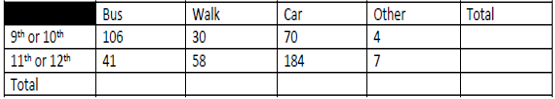 Bus Walk Car Other Total
9th or 10th 106 30 70 4
11th or 12th 41 58 184 7
Total